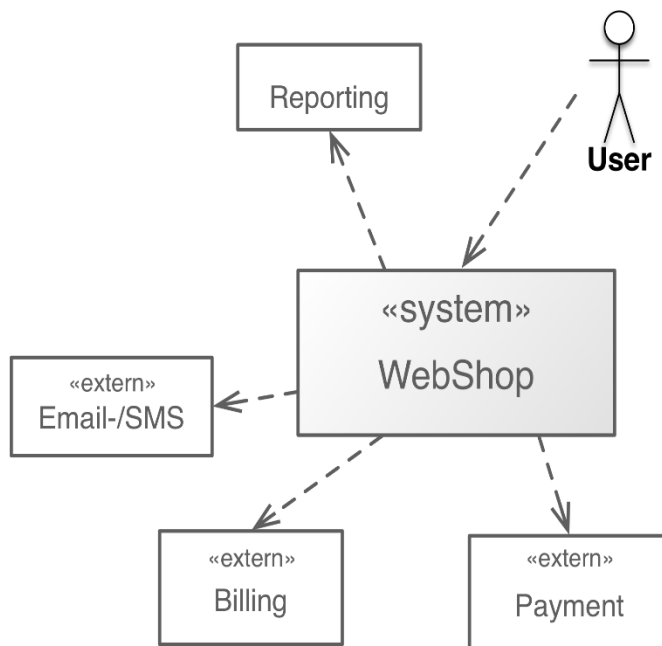 Reporting
User
«system»
WebShop
«extern»
Email-/SMS
«extern»
Billing
«extern»
Payment